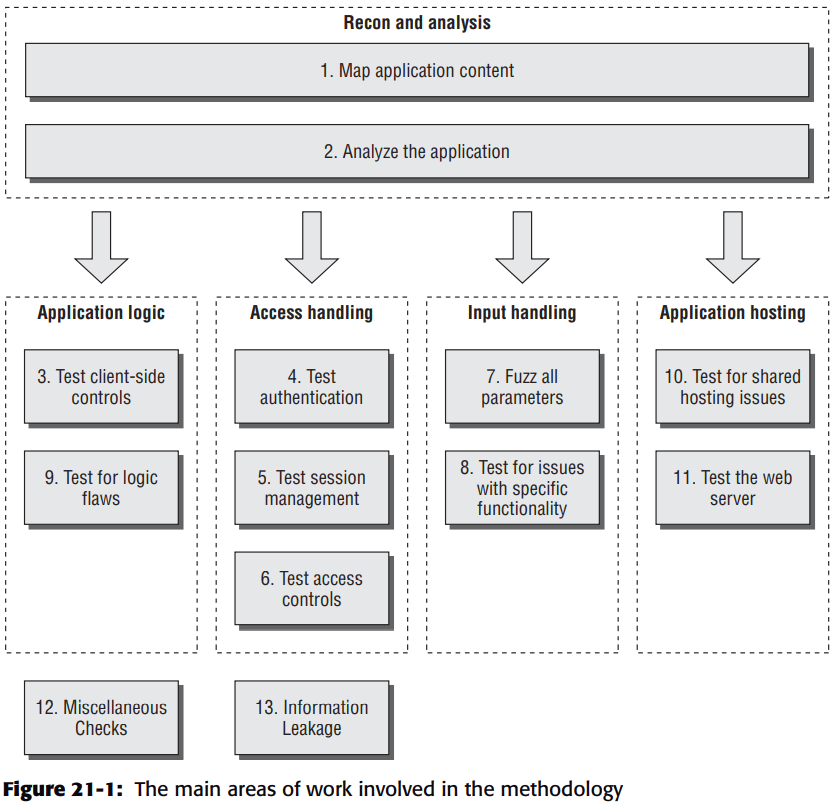 Recon and analysis
1. Map application content
2. Analyze the application
Application logic
3. Test client-side
controls
9. Test for logic
flaws
Access handling
4. Test
authentication
5. Test session
management
6. Test access
controls
Input handling
7. Fuzz all
parameters
8. Test for issues
with specific
functionality
Application hosting
10. Test for shared
hosting issues
11. Test the web
server
12. Miscellaneous
Checks
13. Information
Leakage
Figure 21-1: The main areas of work involved in the methodology